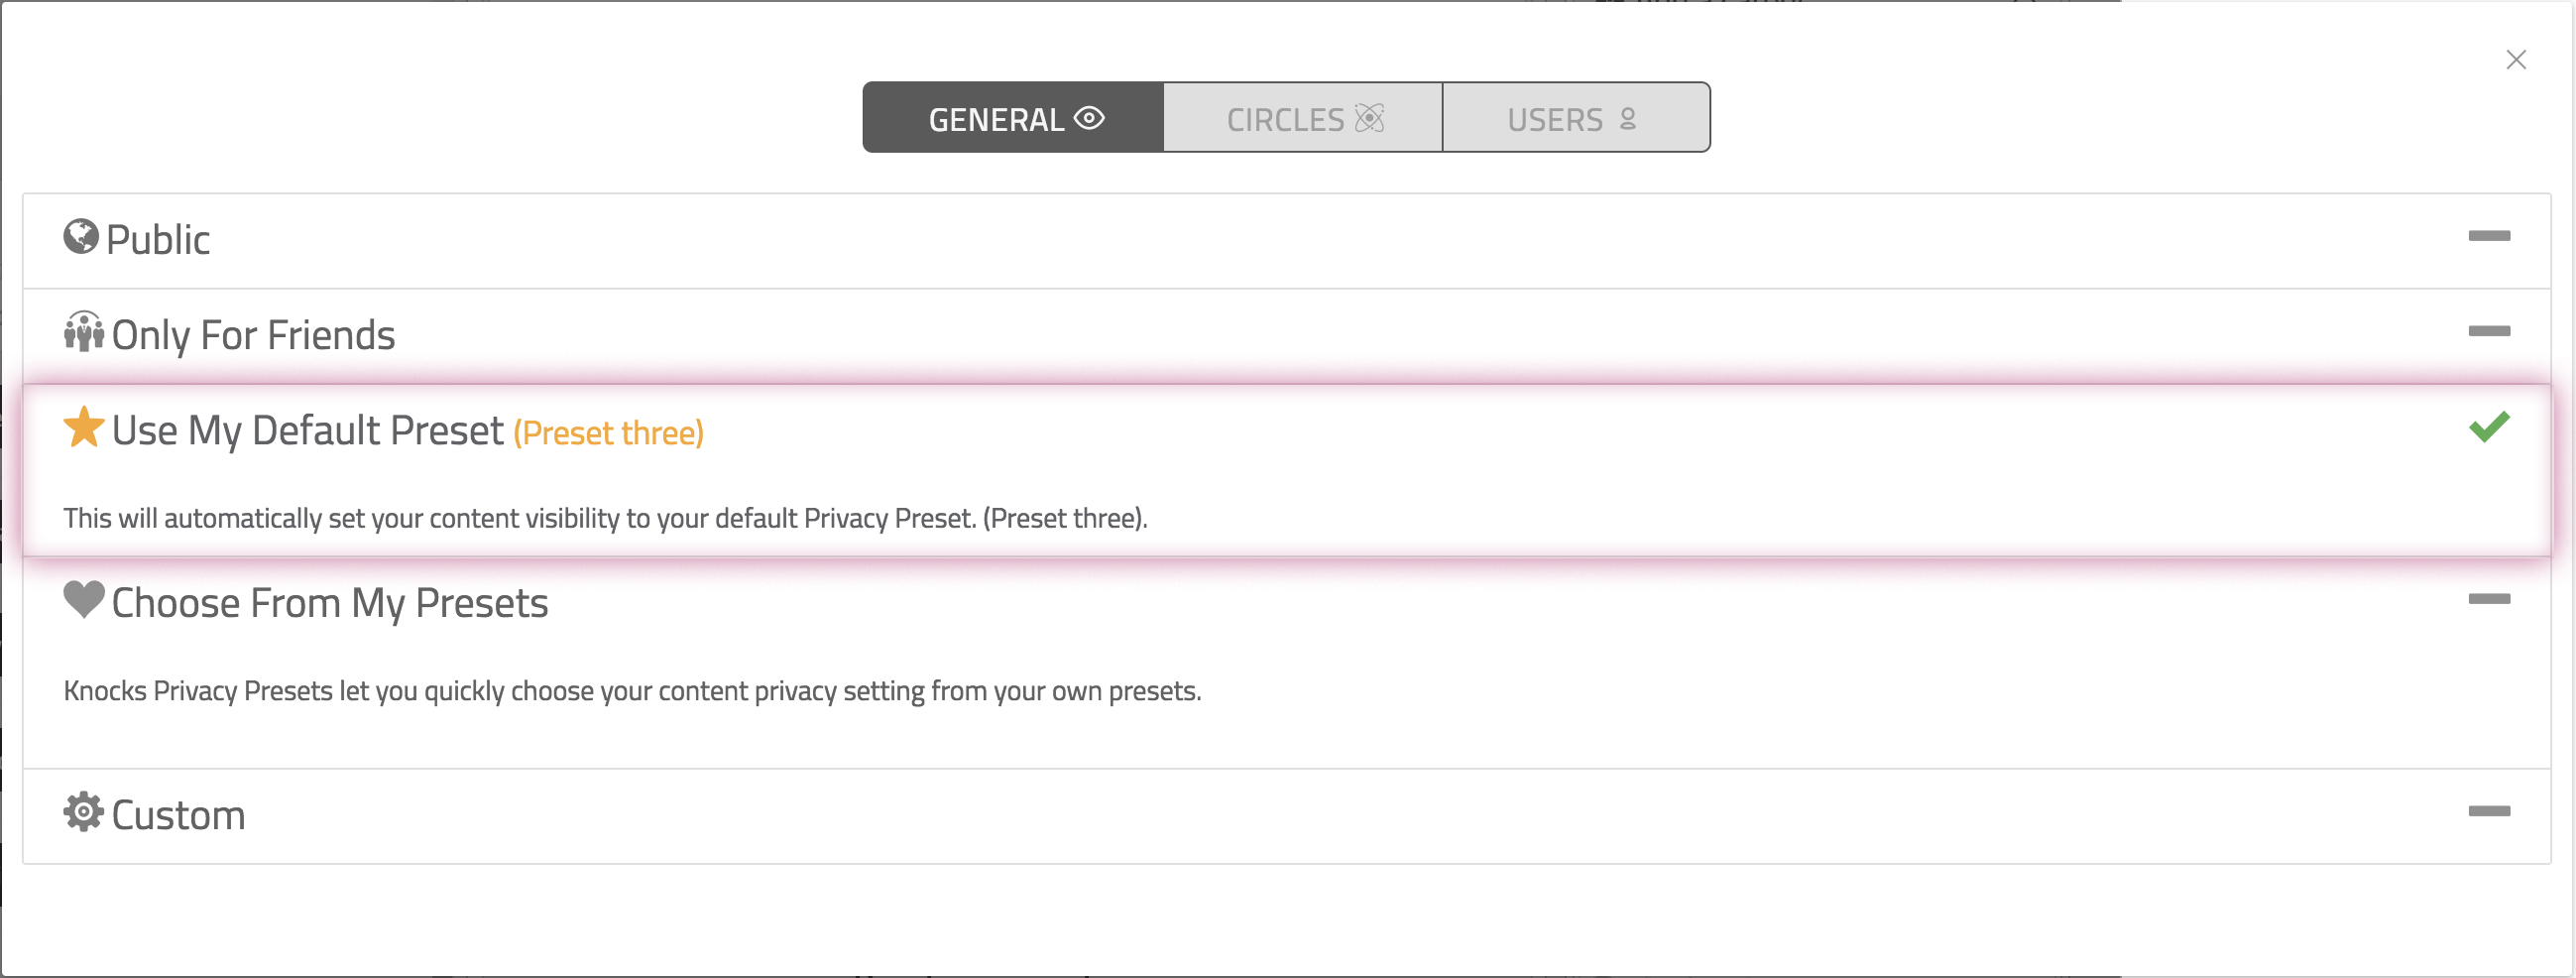 GENERAL
CIRCLES
USERS
Public
Only For Friends
Use My Default Preset (Preset three)
This will automatically set your content visibility to your default Privacy Preset. (Preset three).
Choose From My Presets
Knocks Privacy Presets let you quickly choose your content privacy setting from your own presets.
Custom